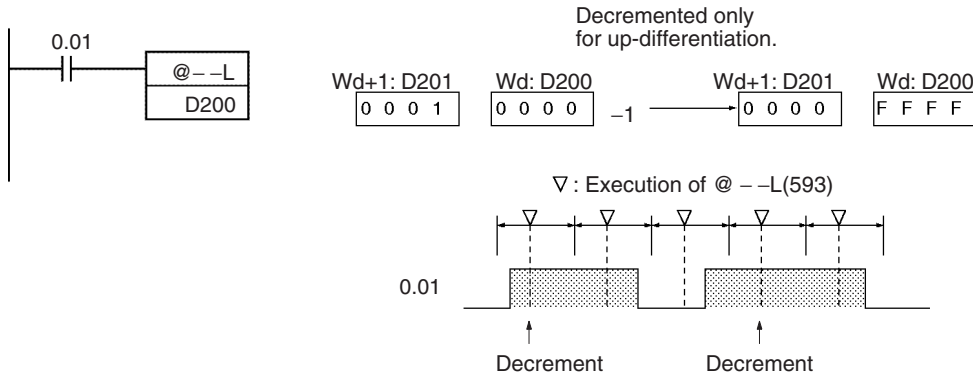 Decremented only
for up-differentiation.
0.01
@− −L
D200
Wd+1: D201 Wd: D200 Wd+1: D201 Wd: D200
0 0 0 1 0 0 0 0 −1 0 0 0 0 F F F F
▽ : Execution of @ − −L(593)
0.01
Decrement Decrement